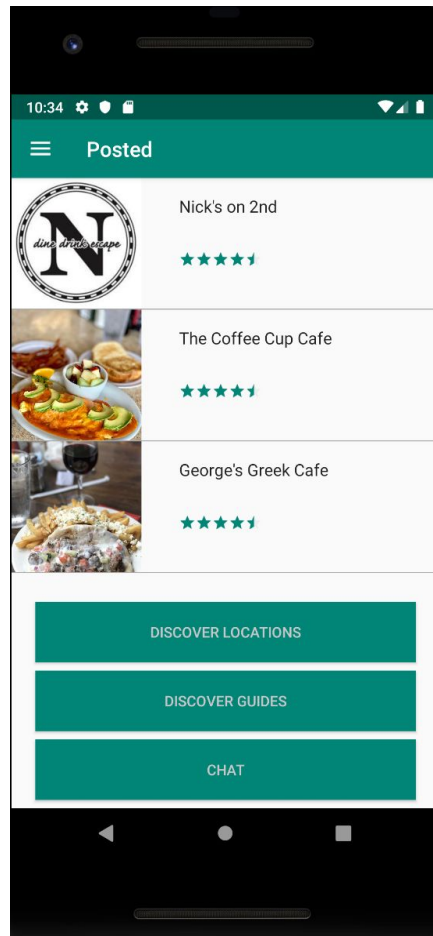 10:34
Posted
Nick's on 2nd
N
dine drink escape
The Coffee Cup Cafe
George's Greek Cafe
DISCOVER LOCATIONS
DISCOVER GUIDES
CHAT